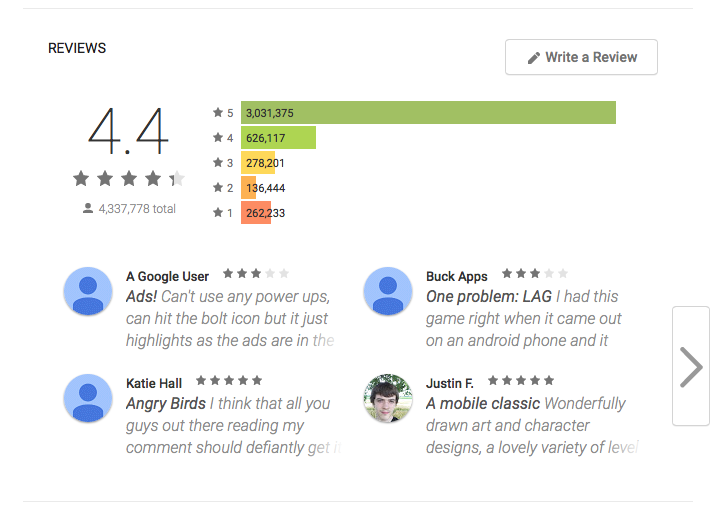 REVIEWS
Write a Review
4.4
4,337,778 total
5 3,031,375
4 626,117
3 278,201
2 136,444
1 262,233
A Google User
Ads! Can't use any power ups,
can hit the bolt icon but it just
highlights as the ads are in the
Buck Apps
One problem: LAG I had this
game right when it came out
on an android phone and it
Katie Hall
Angry Birds I think that all you
guys out there reading my
comment should defiantly get it
Justin F.
A mobile classic Wonderfully
drawn art and character
designs, a lovely variety of level